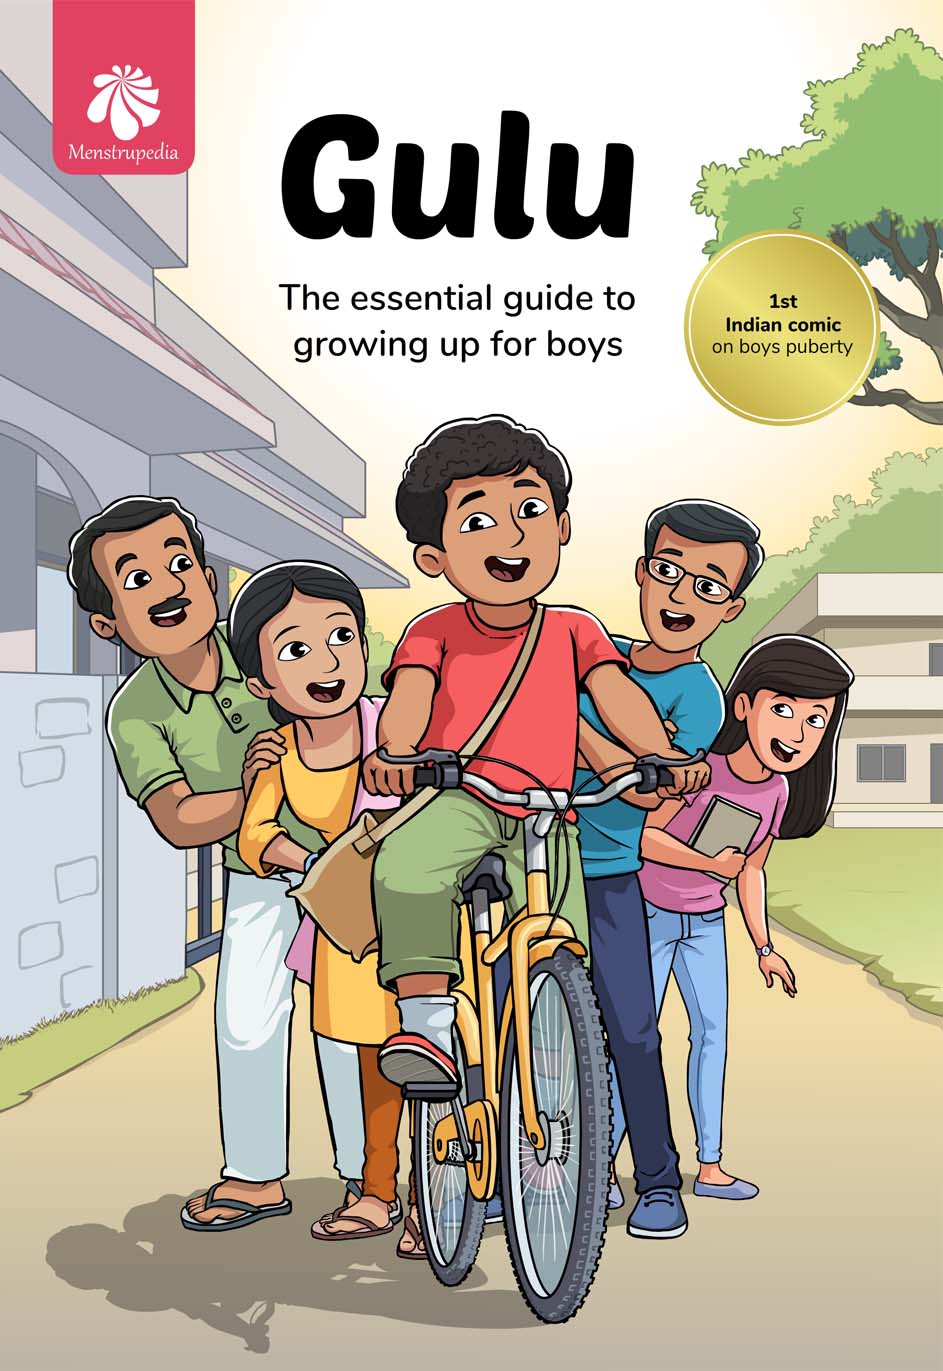 Menstrupedia
Gulu
The essential guide to
growing up for boys
1st
Indian comic
on boys puberty